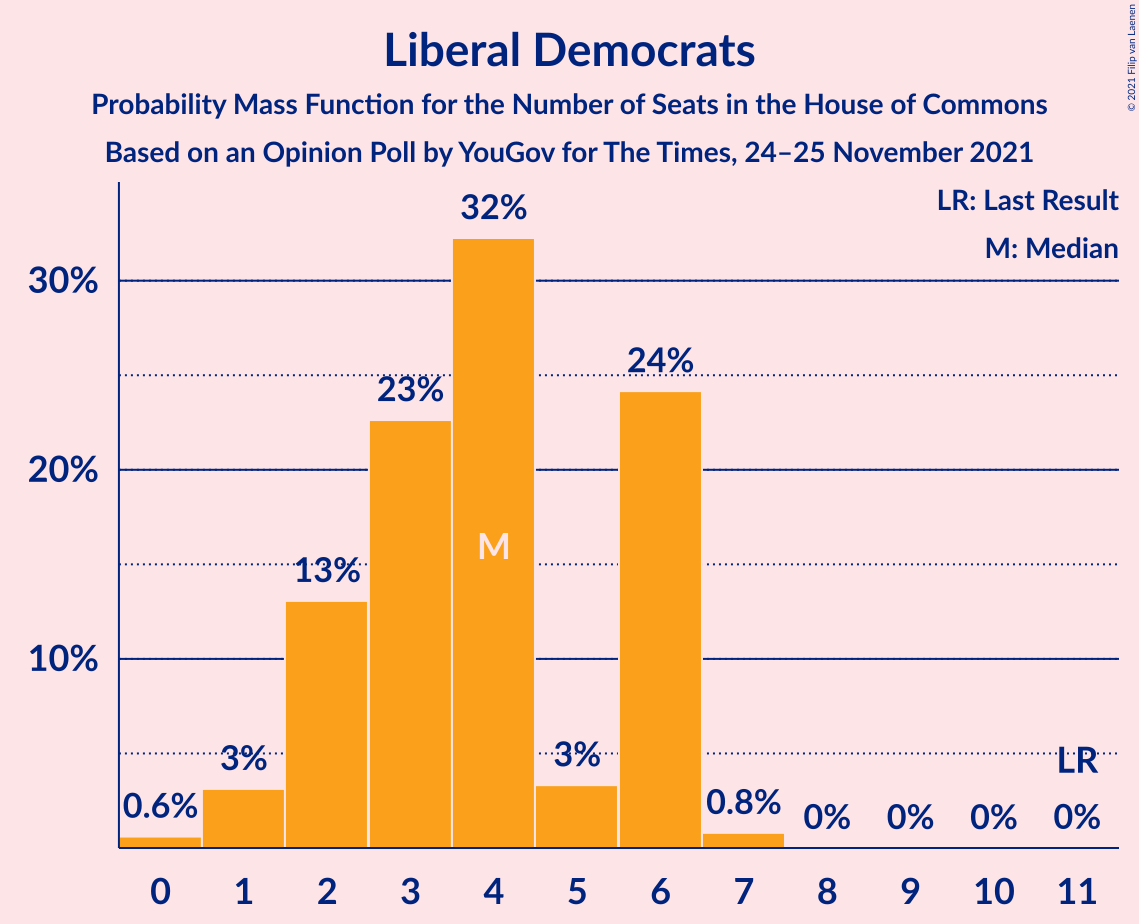 Liberal Democrats
Probability Mass Function for the Number of Seats in the House of Commons
Based on an Opinion Poll by YouGov for The Times, 24–25 November 2021
© 2021 Filip van Laenen
LR: Last Result
M: Median
30%
20%
10%
0.6%
3%
13%
23%
32%
M
3%
24%
0.8%
0%
0%
0%
LR
0%
0 1 2 3 4 5 6 7 8 9 10 11